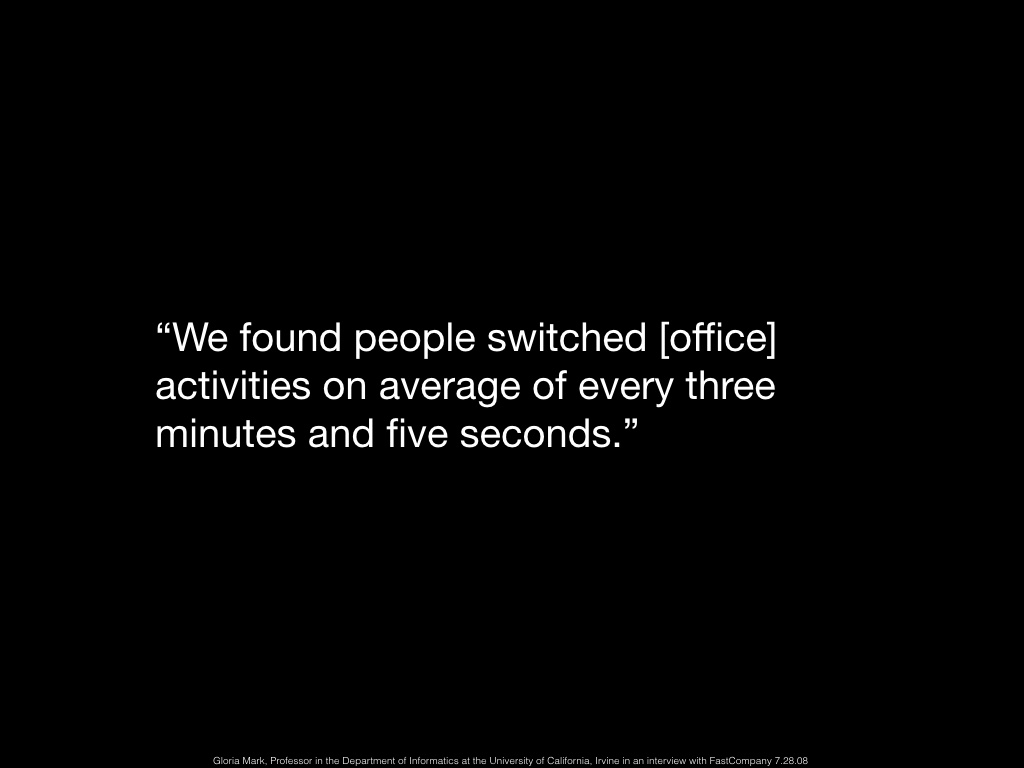 “We found people switched [office]
activities on average of every three
minutes and five seconds.”
Gloria Mark, Professor in the Department of Informatics at the University of California, Irvine in an interview with FastCompany 7.28.08